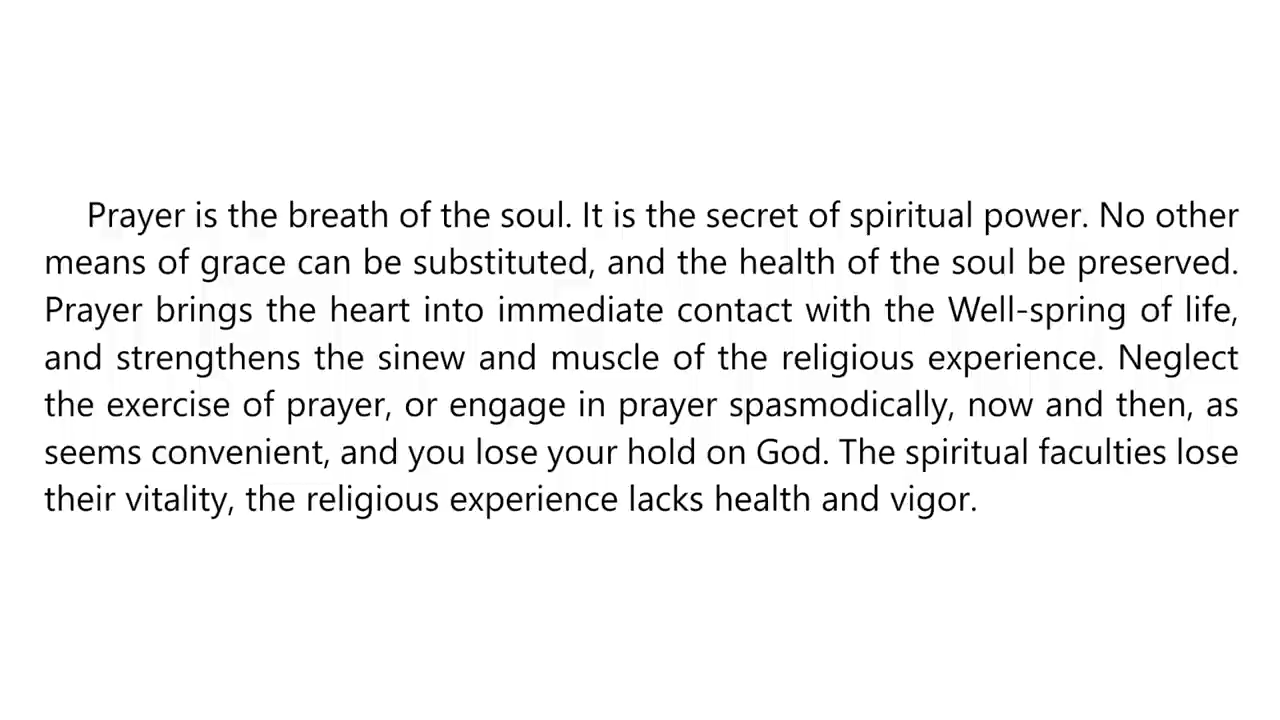 Prayer is the breath of the soul. It is the secret of spiritual power. No other
means of grace can be substituted, and the health of the soul be preserved.
Prayer brings the heart into immediate contact with the Well-spring of life,
and strengthens the sinew and muscle of the religious experience. Neglect
the exercise of prayer, or engage in prayer spasmodically, now and then, as
seems convenient, and you lose your hold on God. The spiritual faculties lose
their vitality, the religious experience lacks health and vigor.